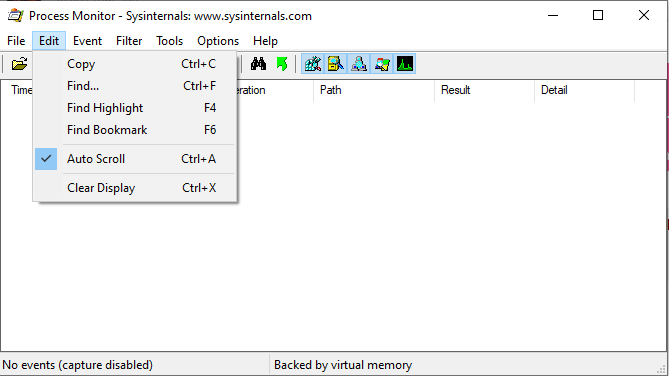 Process Monitor - Sysinternals: www.sysinternals.com
File Edit Event Filter Tools Options Help
Copy Ctrl+C
Find... Ctrl+F
Find Highlight F4
Find Bookmark F6
Auto Scroll Ctrl+A
Clear Display Ctrl+X
Time
Path Result Detail
No events (capture disabled) Backed by virtual memory